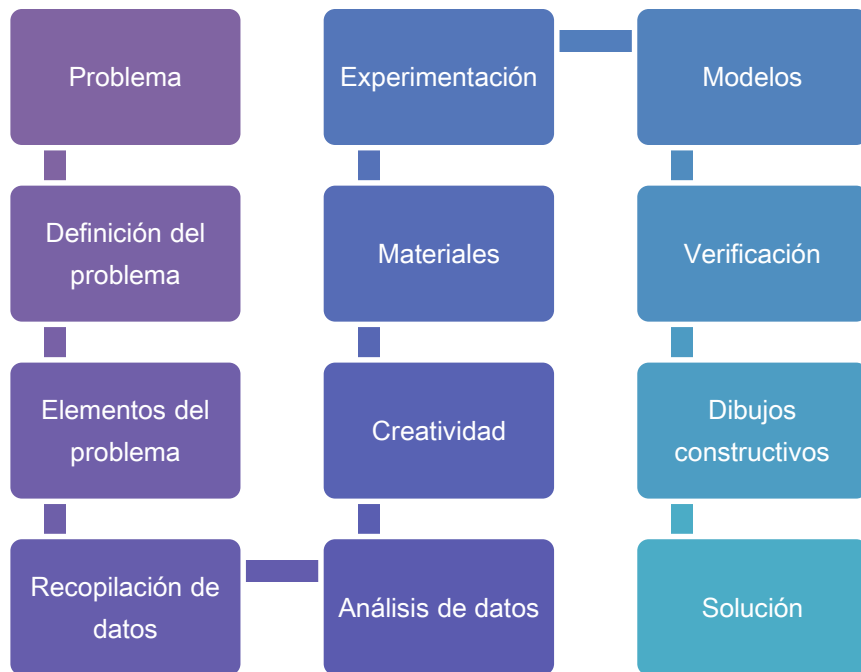 Problema
Definición del
problema
Elementos del
problema
Recopilación de
datos
Análisis de datos
Creatividad
Materiales
Experimentación
Modelos
Verificación
Dibujos
constructivos
Solución